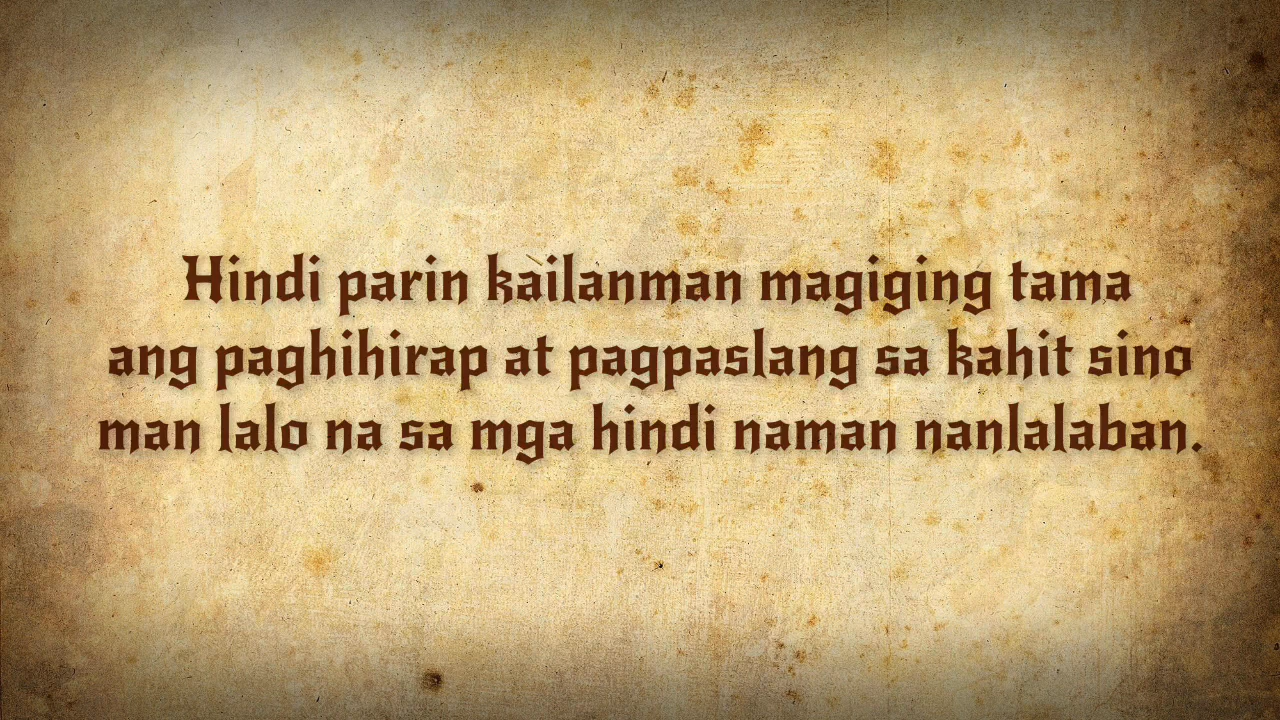 Hindi parin kailanman magiging tama
ang paghihirap at pagpaslang sa kahit sino
man lalo na sa mga hindi naman nanlalaban.